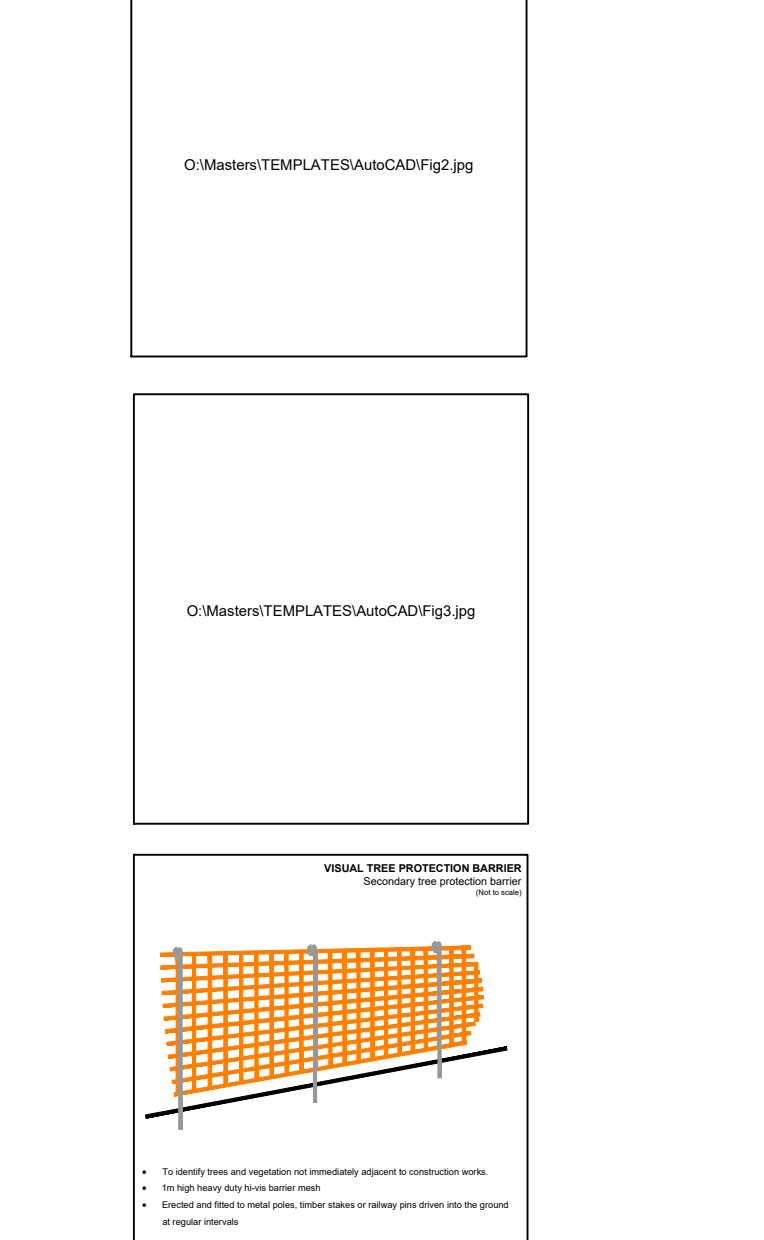 O:\Masters\TEMPLATES\AutoCAD\Fig2.jpg
O:\Masters\TEMPLATES\AutoCAD\Fig3.jpg
VISUAL TREE PROTECTION BARRIER
Secondary tree protection barrier
(Not to scale)
• To identify trees and vegetation not immediately adjacent to construction works.
• 1m high heavy duty hi-vis barrier mesh
• Erected and fitted to metal poles, timber stakes or railway pins driven into the ground
at regular intervals